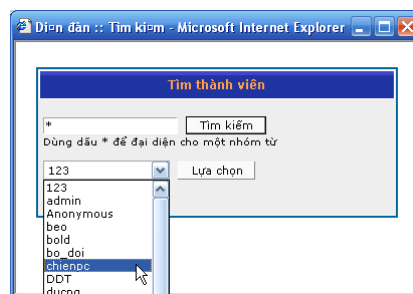 Di¤n đàn :: Tìm ki¤m - Microsoft Internet Explorer
Tìm thành viên
*
Tìm kiếm
Dùng dấu * để đại diện cho một nhóm từ
123
Lựa chọn
123
admin
Anonymous
beo
bold
bo_doi
chienpc
DDT
ducng